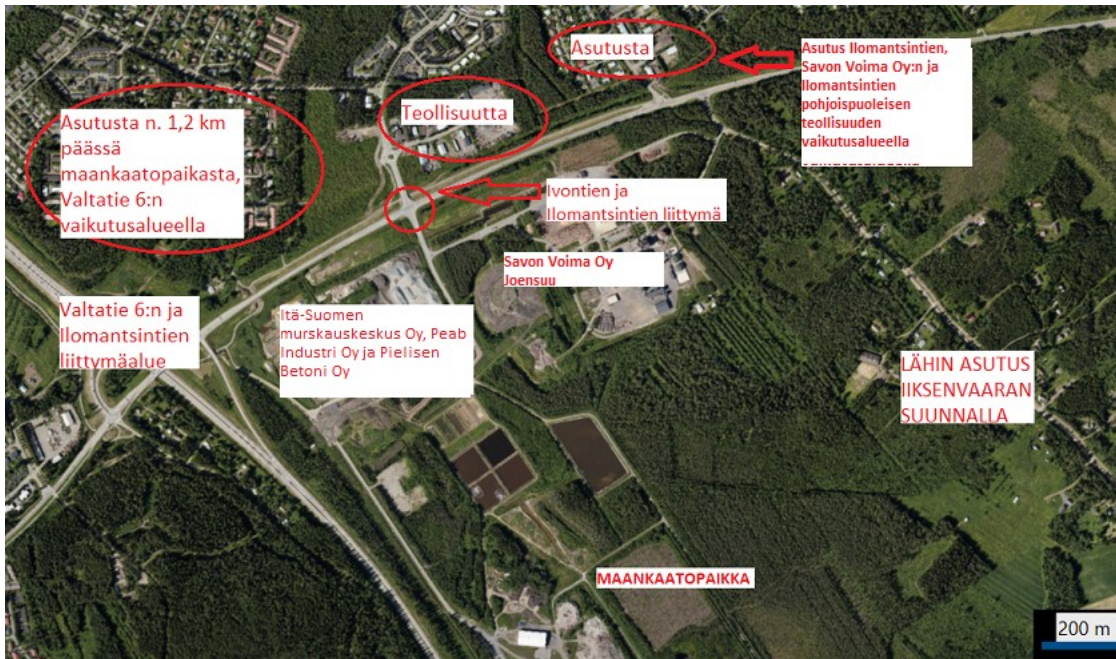 Asutusta
Asutus Ilomantsintien,
Savon Voima Oy:n ja
Ilomantsintien
pohjoispuoleisen
teollisuuden
vaikutusalueella
Teollisuutta
Asutusta n. 1,2 km
päässä
maankaatopaikasta,
Valtatie 6:n
vaikutusalueella
Ivontien ja
Ilomantsintien liittymä
Savon Voima Oy
Joensuu
Valtatie 6:n ja
Ilomantsintien
liittymäalue
Itä-Suomen
murskauskeskus Oy, Peab
Industri Oy ja Pielisen
Betoni Oy
LÄHIN ASUTUS
IIKSENVAARAN
SUUNNALLA
MAANKAATOPAIKKA
200 m